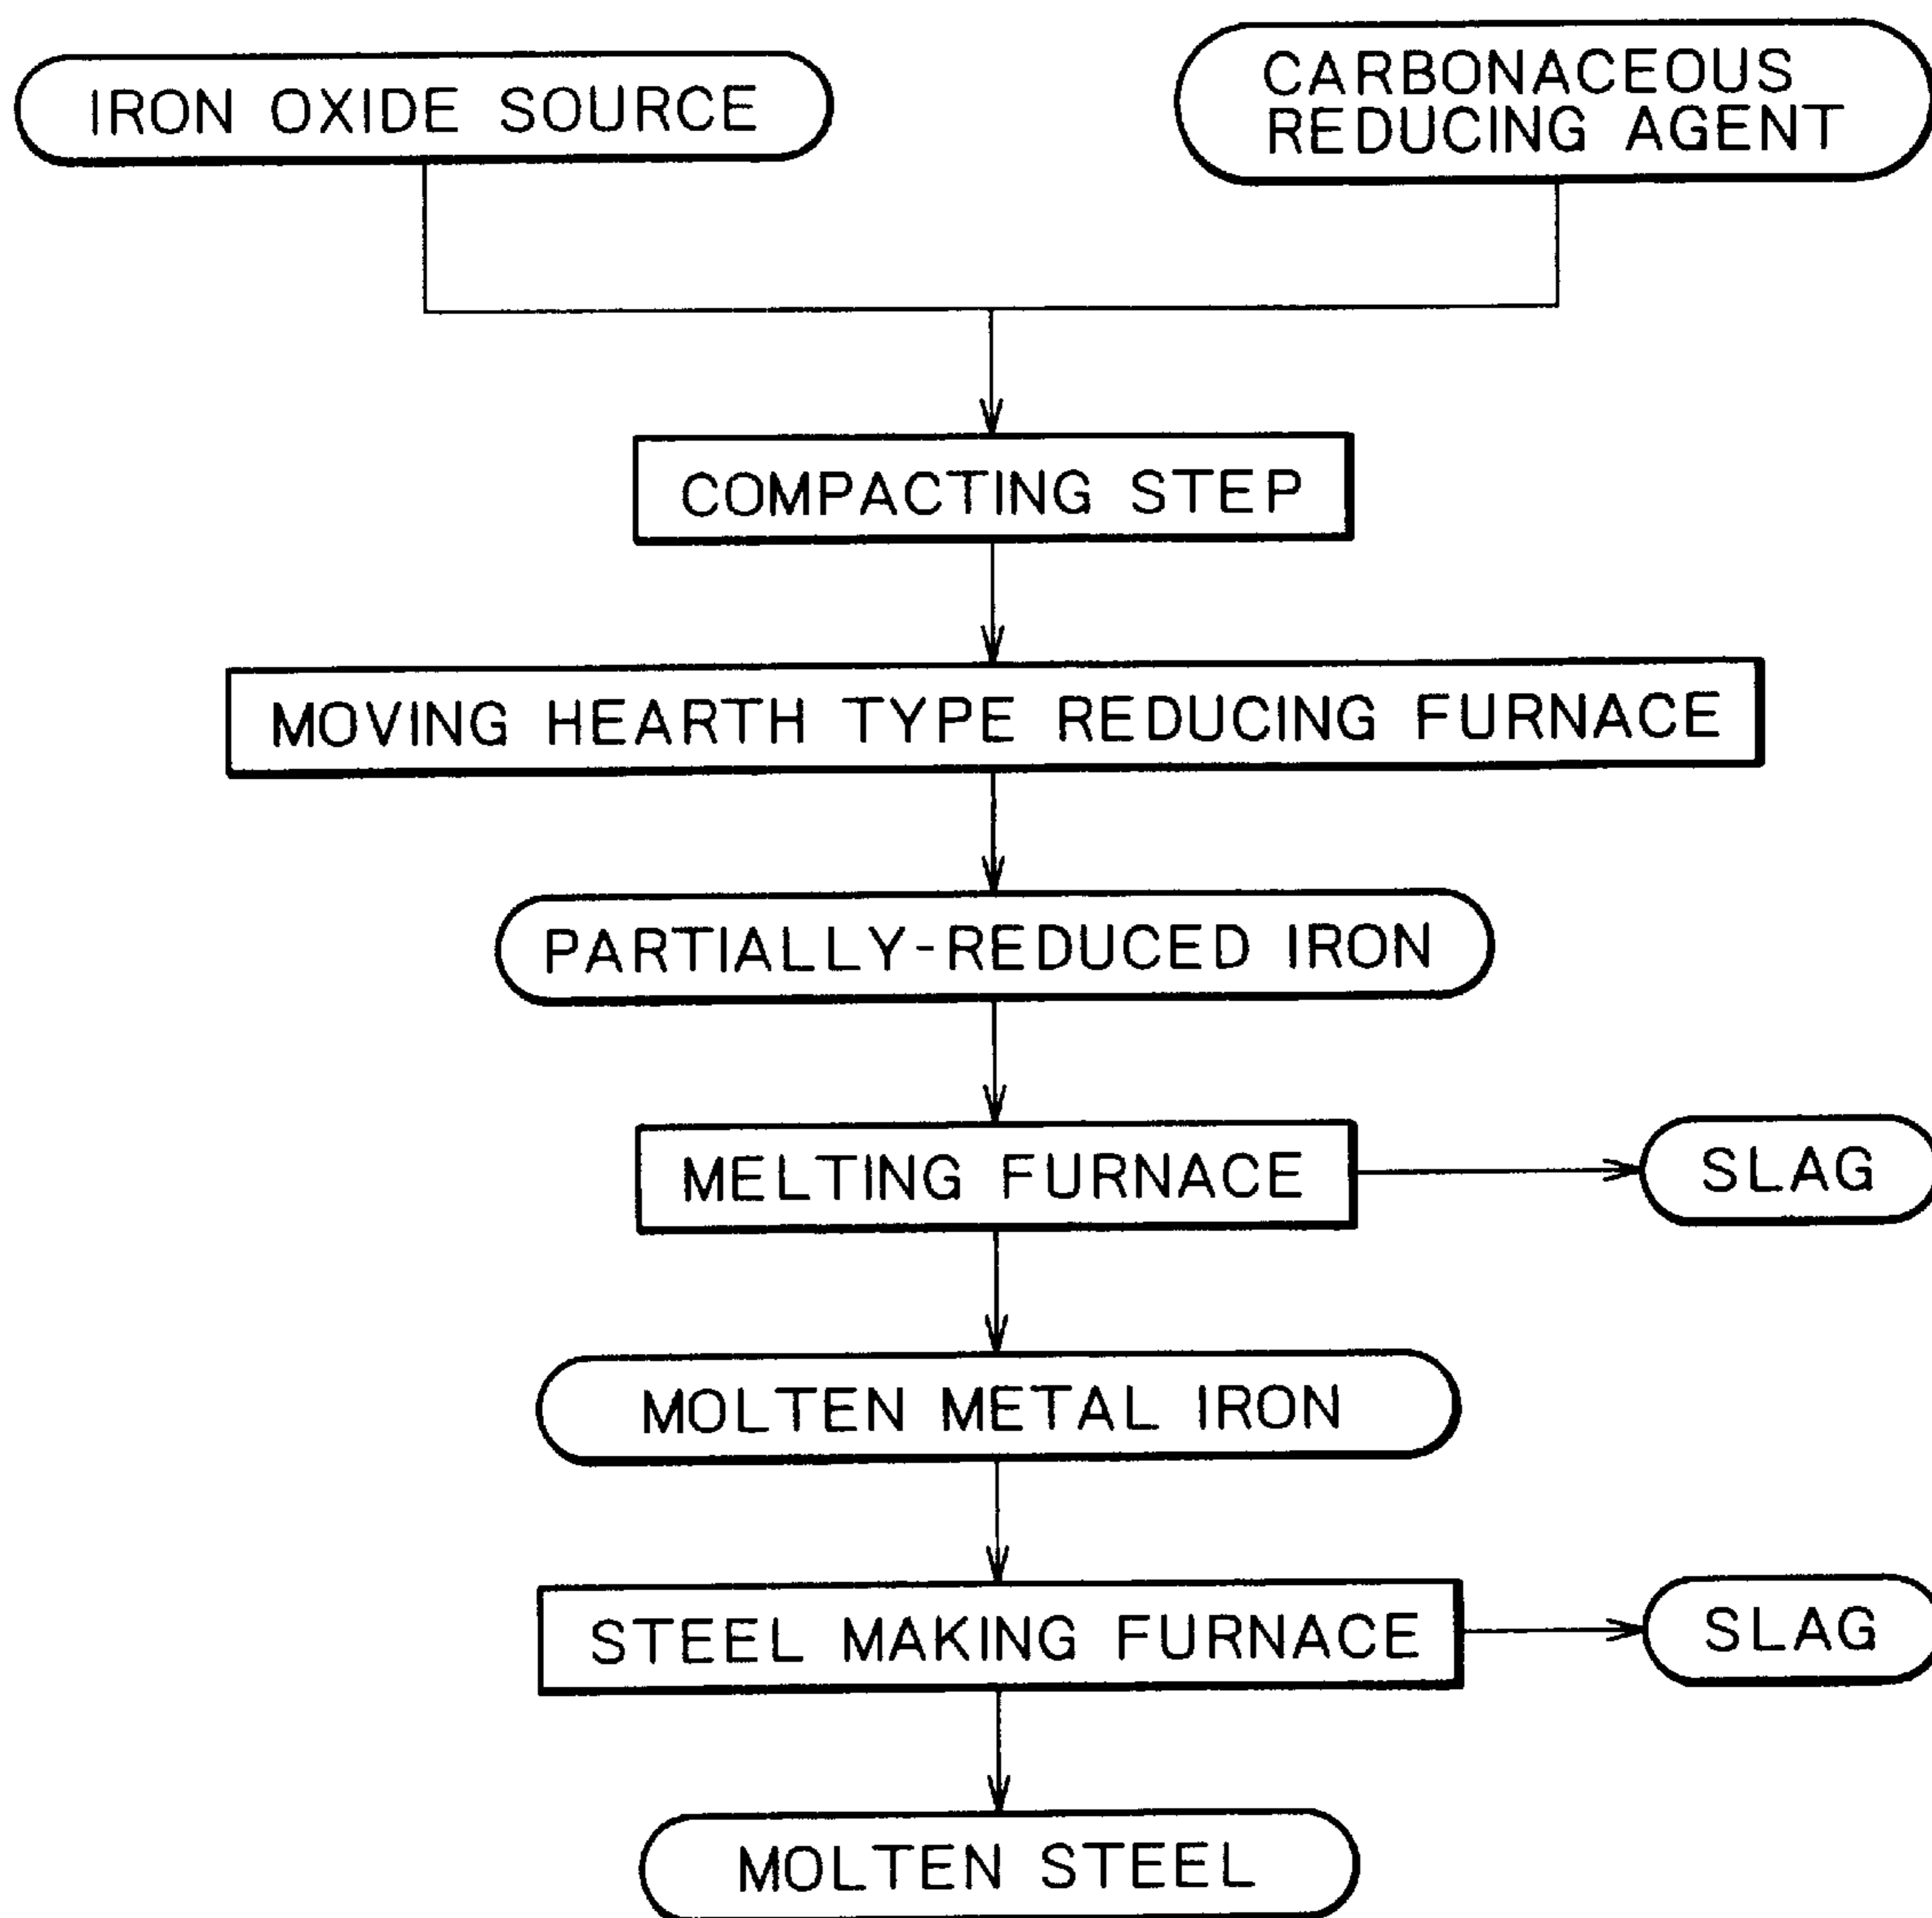 IRON OXIDE SOURCE
CARBONACEOUS
REDUCING AGENT
COMPACTING STEP
MOVING HEARTH TYPE REDUCING FURNACE
PARTIALLY-REDUCED IRON
MELTING FURNACE
SLAG
MOLTEN METAL IRON
STEEL MAKING FURNACE
SLAG
MOLTEN STEEL